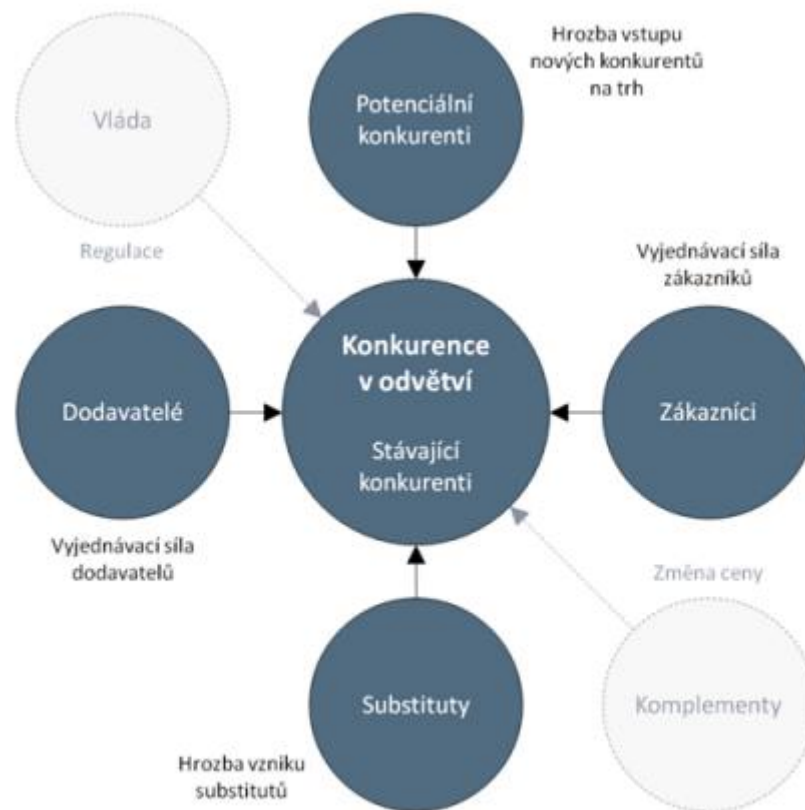 Hrozba vstupu
nových konkurentů
na trh
Potenciální
konkurenti
Vláda
Regulace
Vyjednávací síla
zákazníků
Konkurence
v odvětví
Stávající
konkurenti
Dodavatelé
Zákazníci
Vyjednávací síla
dodavatelů
Změna ceny
Substituty
Komplementy
Hrozba vzniku
substitutů